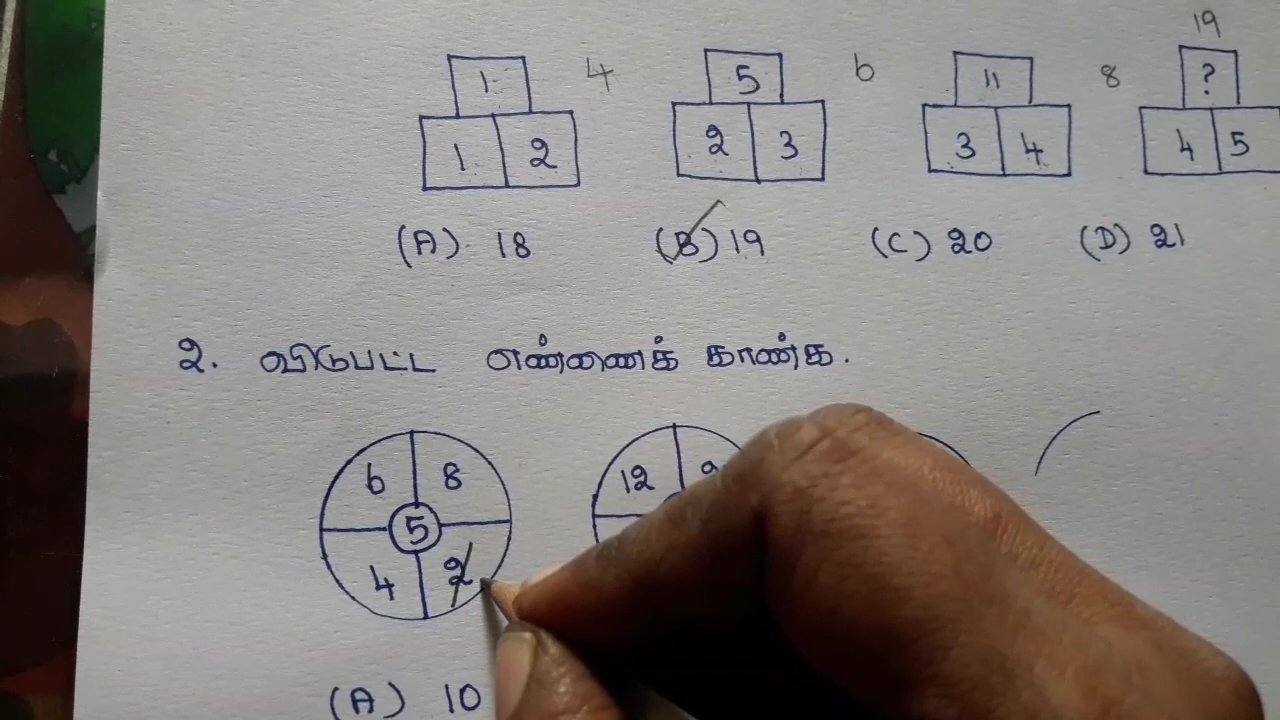 19
1 4 5 6 11 8 ?
1 2 2 3 3 4 4 5
(A) 18 (B) 19 (C) 20 (D) 21
2. விடுபட்ட எண்ணைக் காண்க.
6 8 12
5
4 2
(A) 10